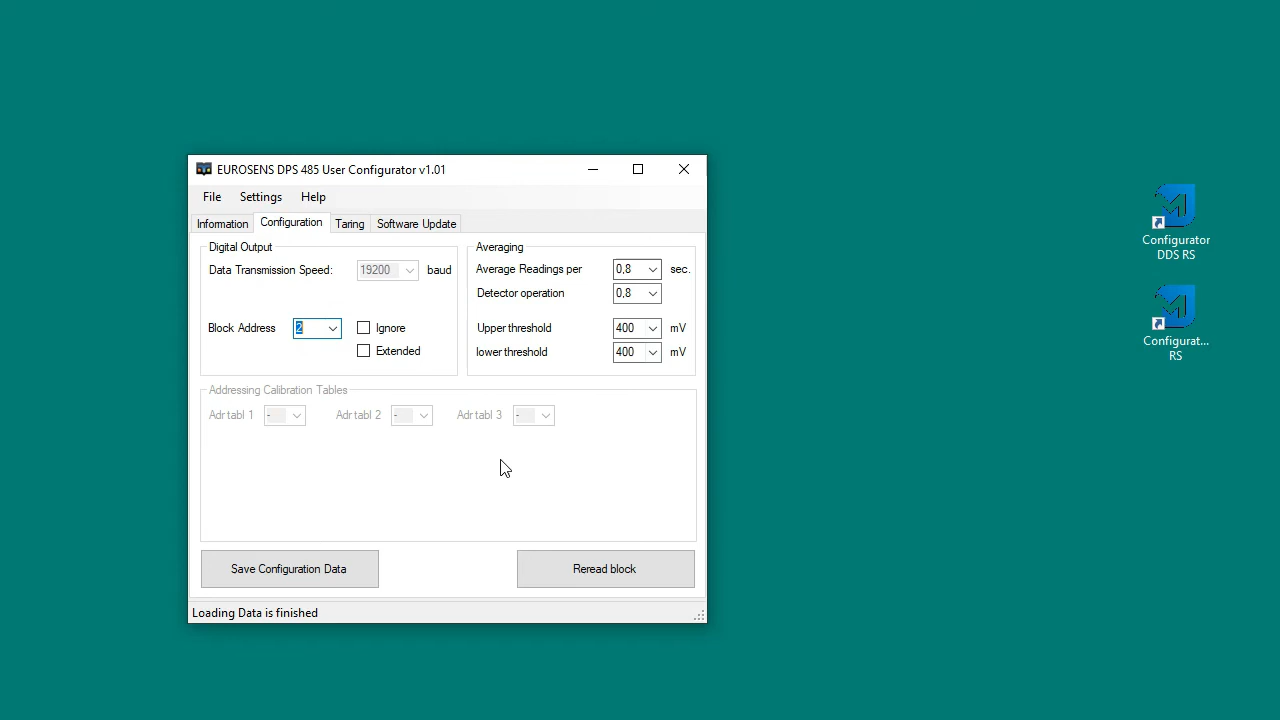 EUROSENS DPS 485 User Configurator v1.01
File Settings Help
Information Configuration Taring Software Update
Digital Output
Data Transmission Speed: 19200 baud
Block Address 2 Ignore
Extended
Averaging
Average Readings per 0,8 sec.
Detector operation 0,8
Upper threshold 400 mV
lower threshold 400 mV
Addressing Calibration Tables
Adr tabl 1 - Adr tabl 2 - Adr tabl 3 -
Save Configuration Data Reread block
Loading Data is finished
Configurator
DDS RS
Configurat...
RS